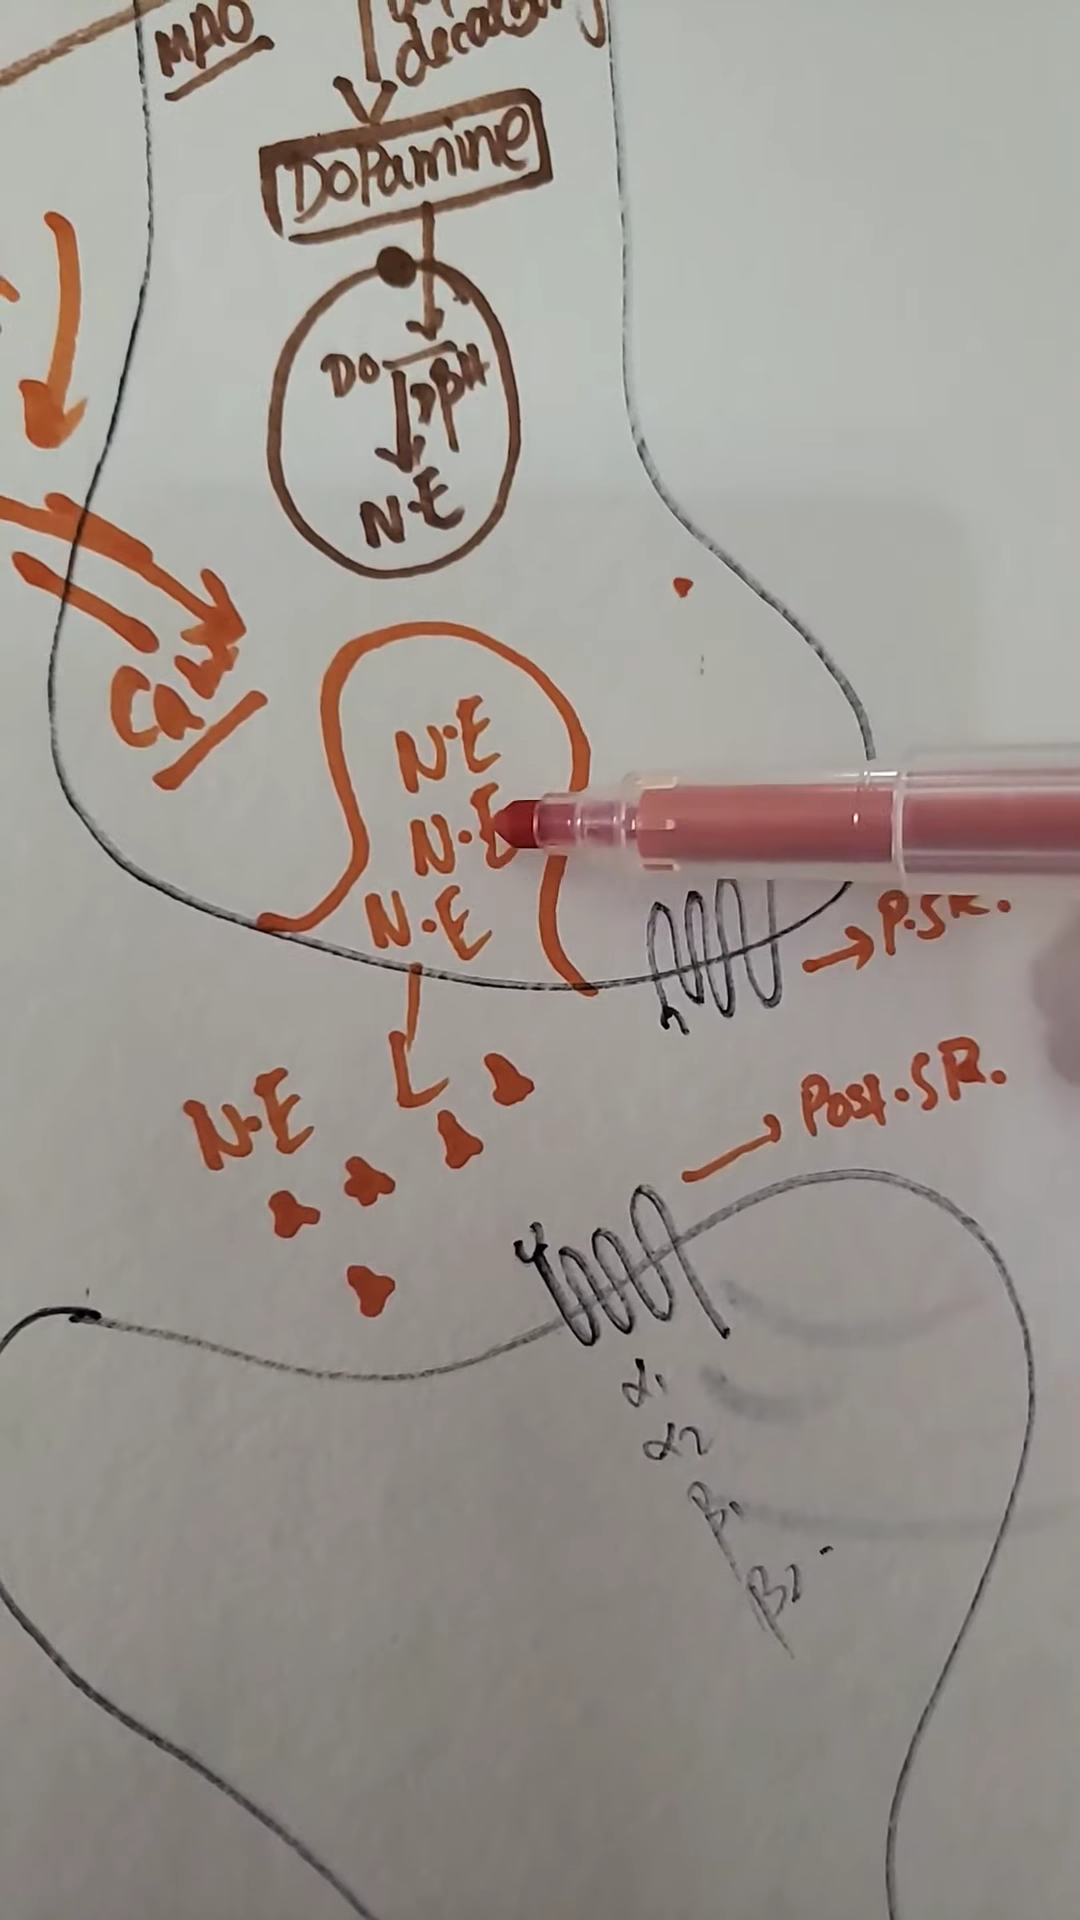 MAO
Dopamine
DO
DβH
N.E
Ca++
N.E
N.E
N.E
P.SR.
N.E
Post.SR.
α1
α2
β1
β2